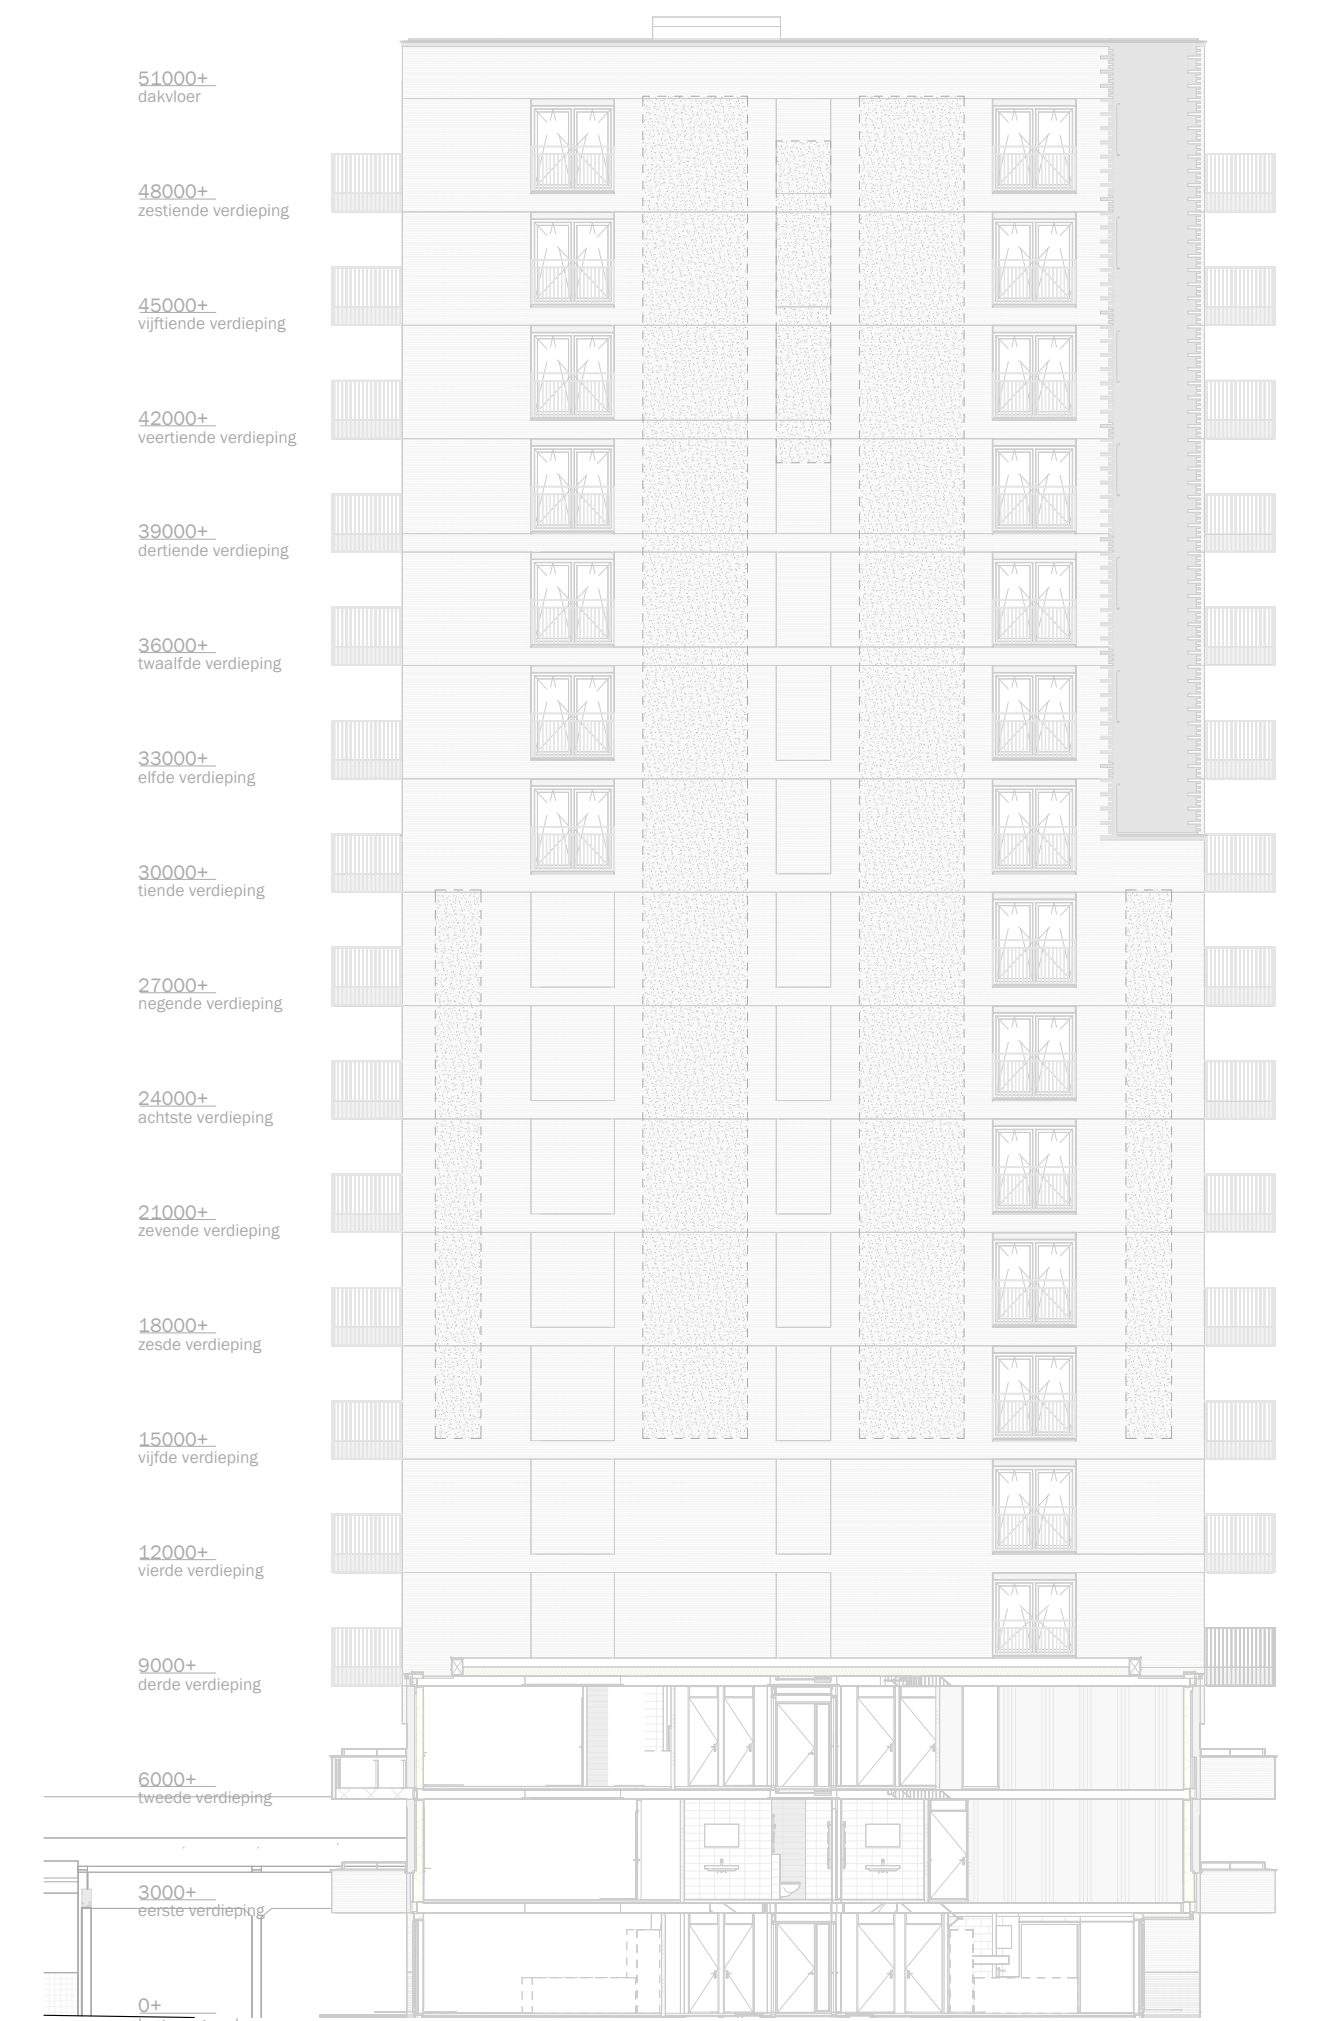 51000+
dakvloer
48000+
zestiende verdieping
45000+
vijftiende verdieping
42000+
veertiende verdieping
39000+
dertiende verdieping
36000+
twaalfde verdieping
33000+
elfde verdieping
30000+
tiende verdieping
27000+
negende verdieping
24000+
achtste verdieping
21000+
zevende verdieping
18000+
zesde verdieping
15000+
vijfde verdieping
12000+
vierde verdieping
9000+
derde verdieping
6000+
tweede verdieping
3000+
eerste verdieping
0+